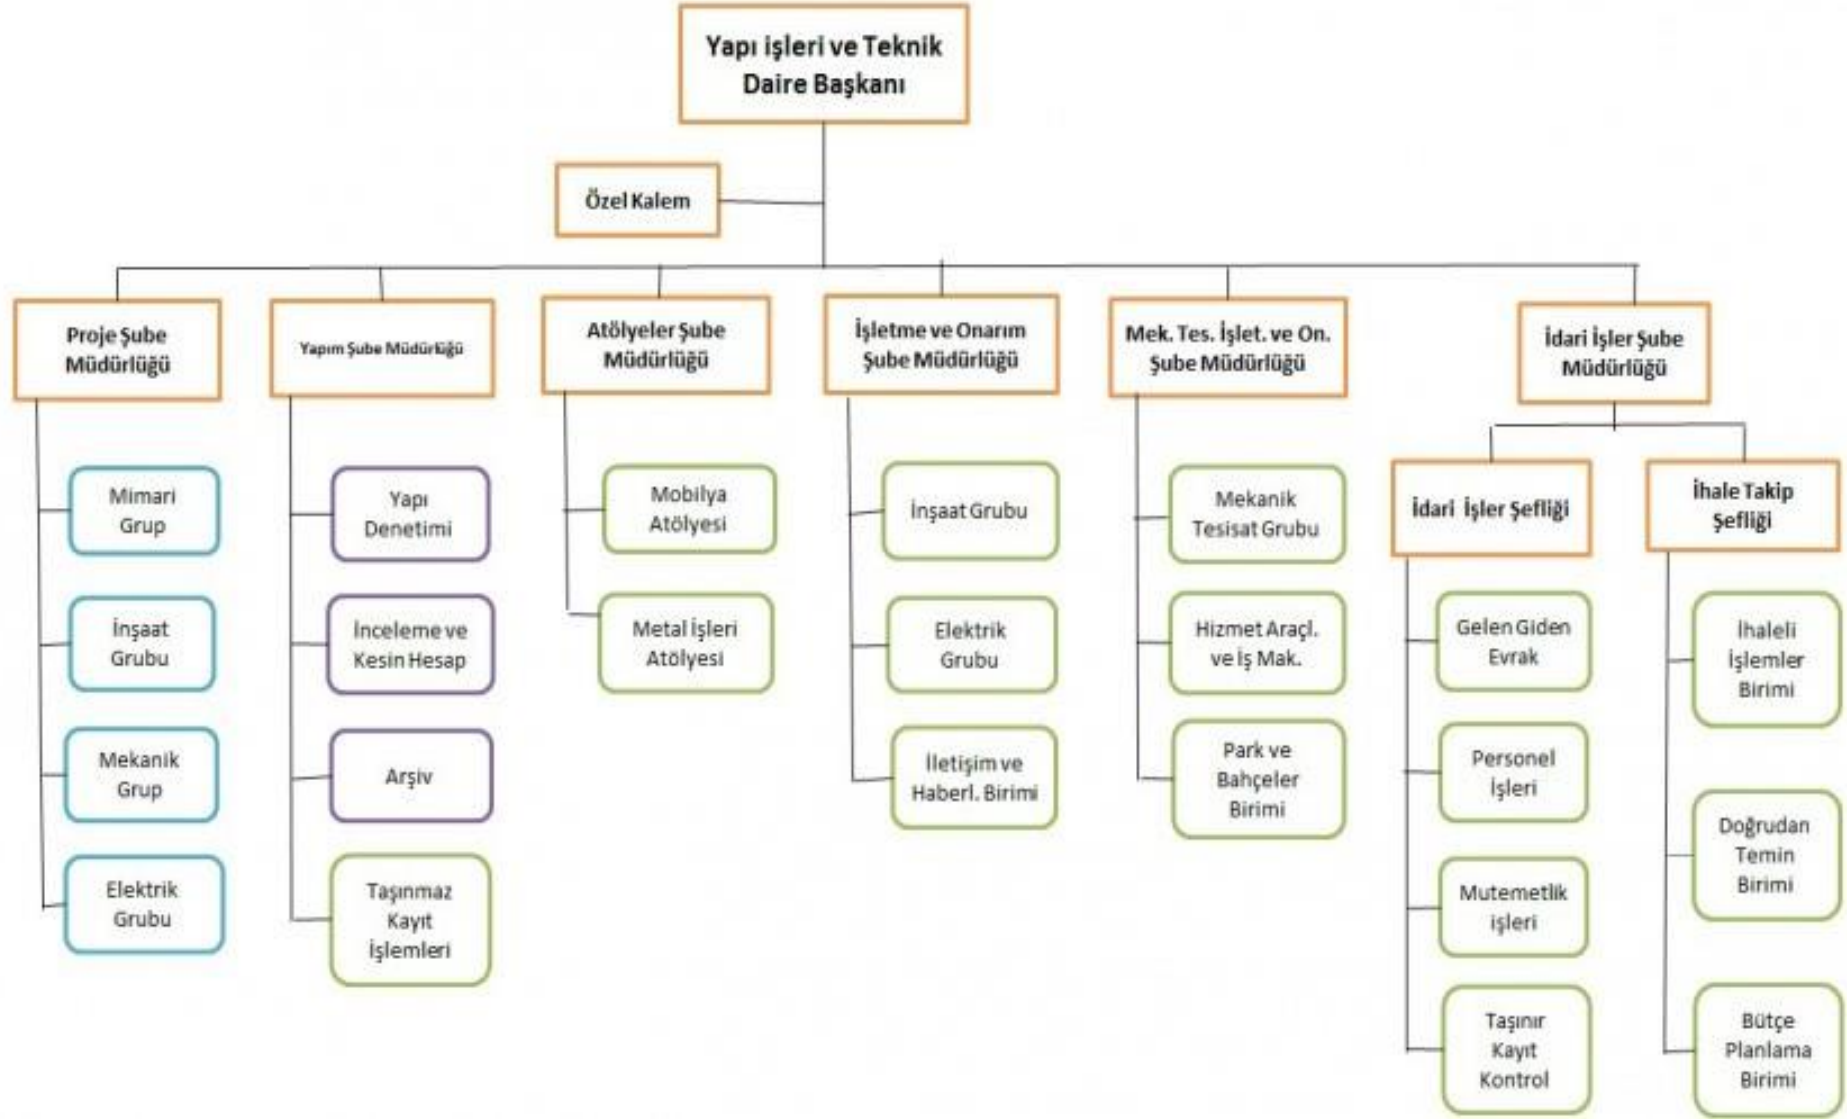 Yapı işleri ve Teknik
Daire Başkanı
Özel Kalem
Proje Şube
Müdürlüğü
Yapım Şube Müdürlüğü
Atölyeler Şube
Müdürlüğü
İşletme ve Onarım
Şube Müdürlüğü
Mek. Tes. İşlet. ve On.
Şube Müdürlüğü
İdari İşler Şube
Müdürlüğü
Mimari
Grup
İnşaat
Grubu
Mekanik
Grup
Elektrik
Grubu
Yapı
Denetimi
İnceleme ve
Kesin Hesap
Arşiv
Taşınmaz
Kayıt
İşlemleri
Mobilya
Atölyesi
Metal İşleri
Atölyesi
İnşaat Grubu
Elektrik
Grubu
İletişim ve
Haberl. Birimi
Mekanik
Tesisat Grubu
Hizmet Araçl.
ve İş Mak.
Park ve
Bahçeler
Birimi
İdari İşler Şefliği
Gelen Giden
Evrak
Personel
İşleri
Mutemetlik
işleri
Taşınır
Kayıt
Kontrol
İhale Takip
Şefliği
İhaleli
İşlemler
Birimi
Doğrudan
Temin
Birimi
Bütçe
Planlama
Birimi